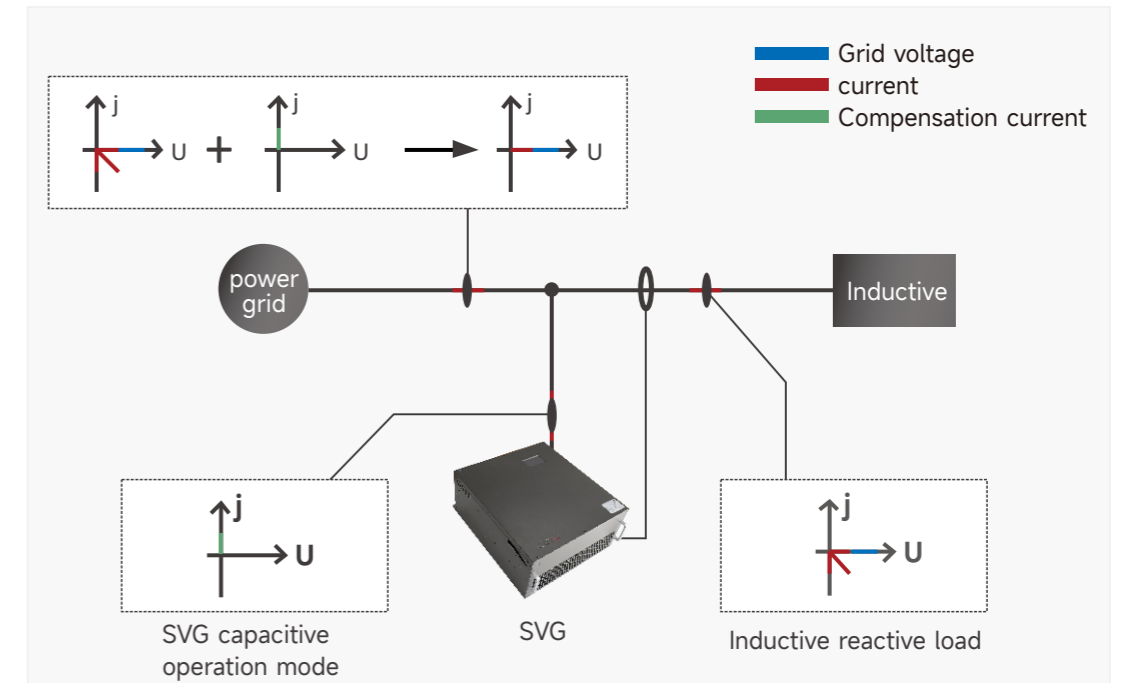 Grid voltage
current
Compensation current
j
U
+
j
U
j
U
power
grid
Inductive
j
U
SVG capacitive
operation mode
SVG
j
U
Inductive reactive load